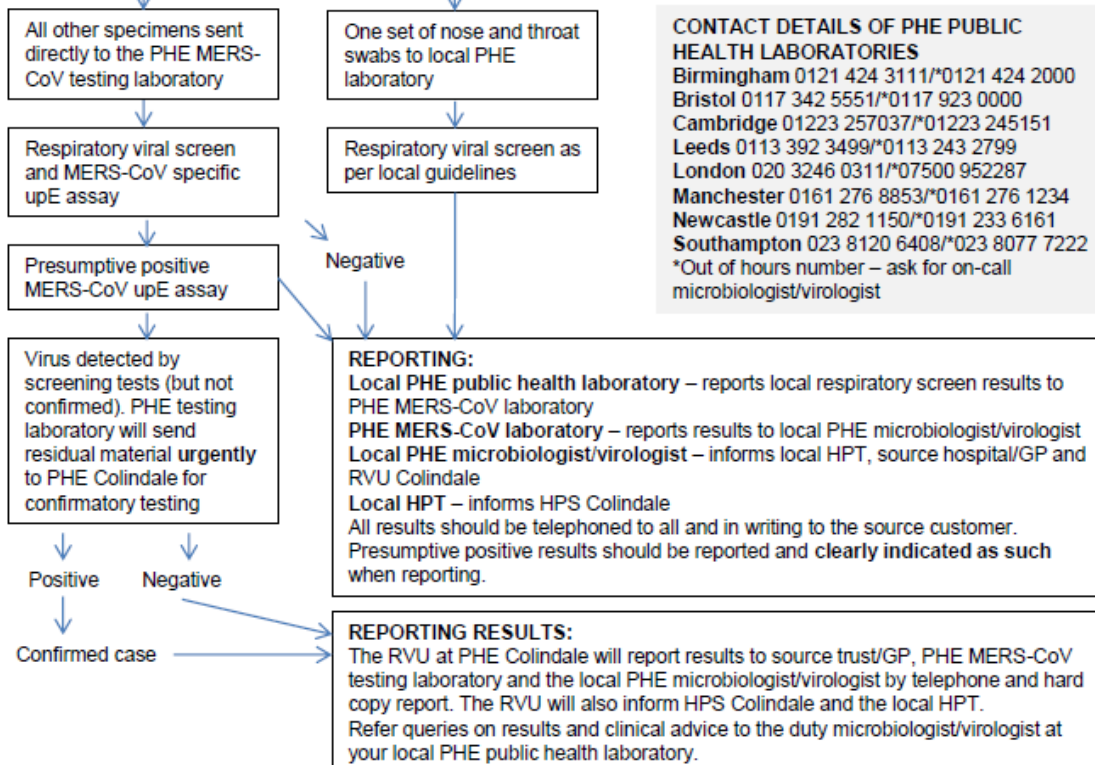 All other specimens sent
directly to the PHE MERS-
CoV testing laboratory
One set of nose and throat
swabs to local PHE
laboratory
CONTACT DETAILS OF PHE PUBLIC
HEALTH LABORATORIES
Birmingham 0121 424 3111/*0121 424 2000
Bristol 0117 342 5551/*0117 923 0000
Cambridge 01223 257037/*01223 245151
Leeds 0113 392 3499/*0113 243 2799
London 020 3246 0311/*07500 952287
Manchester 0161 276 8853/*0161 276 1234
Newcastle 0191 282 1150/*0191 233 6161
Southampton 023 8120 6408/*023 8077 7222
*Out of hours number – ask for on-call
microbiologist/virologist
Respiratory viral screen
and MERS-CoV specific
upE assay
Respiratory viral screen as
per local guidelines
Negative
Presumptive positive
MERS-CoV upE assay
Virus detected by
screening tests (but not
confirmed). PHE testing
laboratory will send
residual material urgently
to PHE Colindale for
confirmatory testing
REPORTING:
Local PHE public health laboratory – reports local respiratory screen results to
PHE MERS-CoV laboratory
PHE MERS-CoV laboratory – reports results to local PHE microbiologist/virologist
Local PHE microbiologist/virologist – informs local HPT, source hospital/GP and
RVU Colindale
Local HPT – informs HPS Colindale
All results should be telephoned to all and in writing to the source customer.
Presumptive positive results should be reported and clearly indicated as such
when reporting.
Positive
Negative
Confirmed case
REPORTING RESULTS:
The RVU at PHE Colindale will report results to source trust/GP, PHE MERS-CoV
testing laboratory and the local PHE microbiologist/virologist by telephone and hard
copy report. The RVU will also inform HPS Colindale and the local HPT.
Refer queries on results and clinical advice to the duty microbiologist/virologist at
your local PHE public health laboratory.